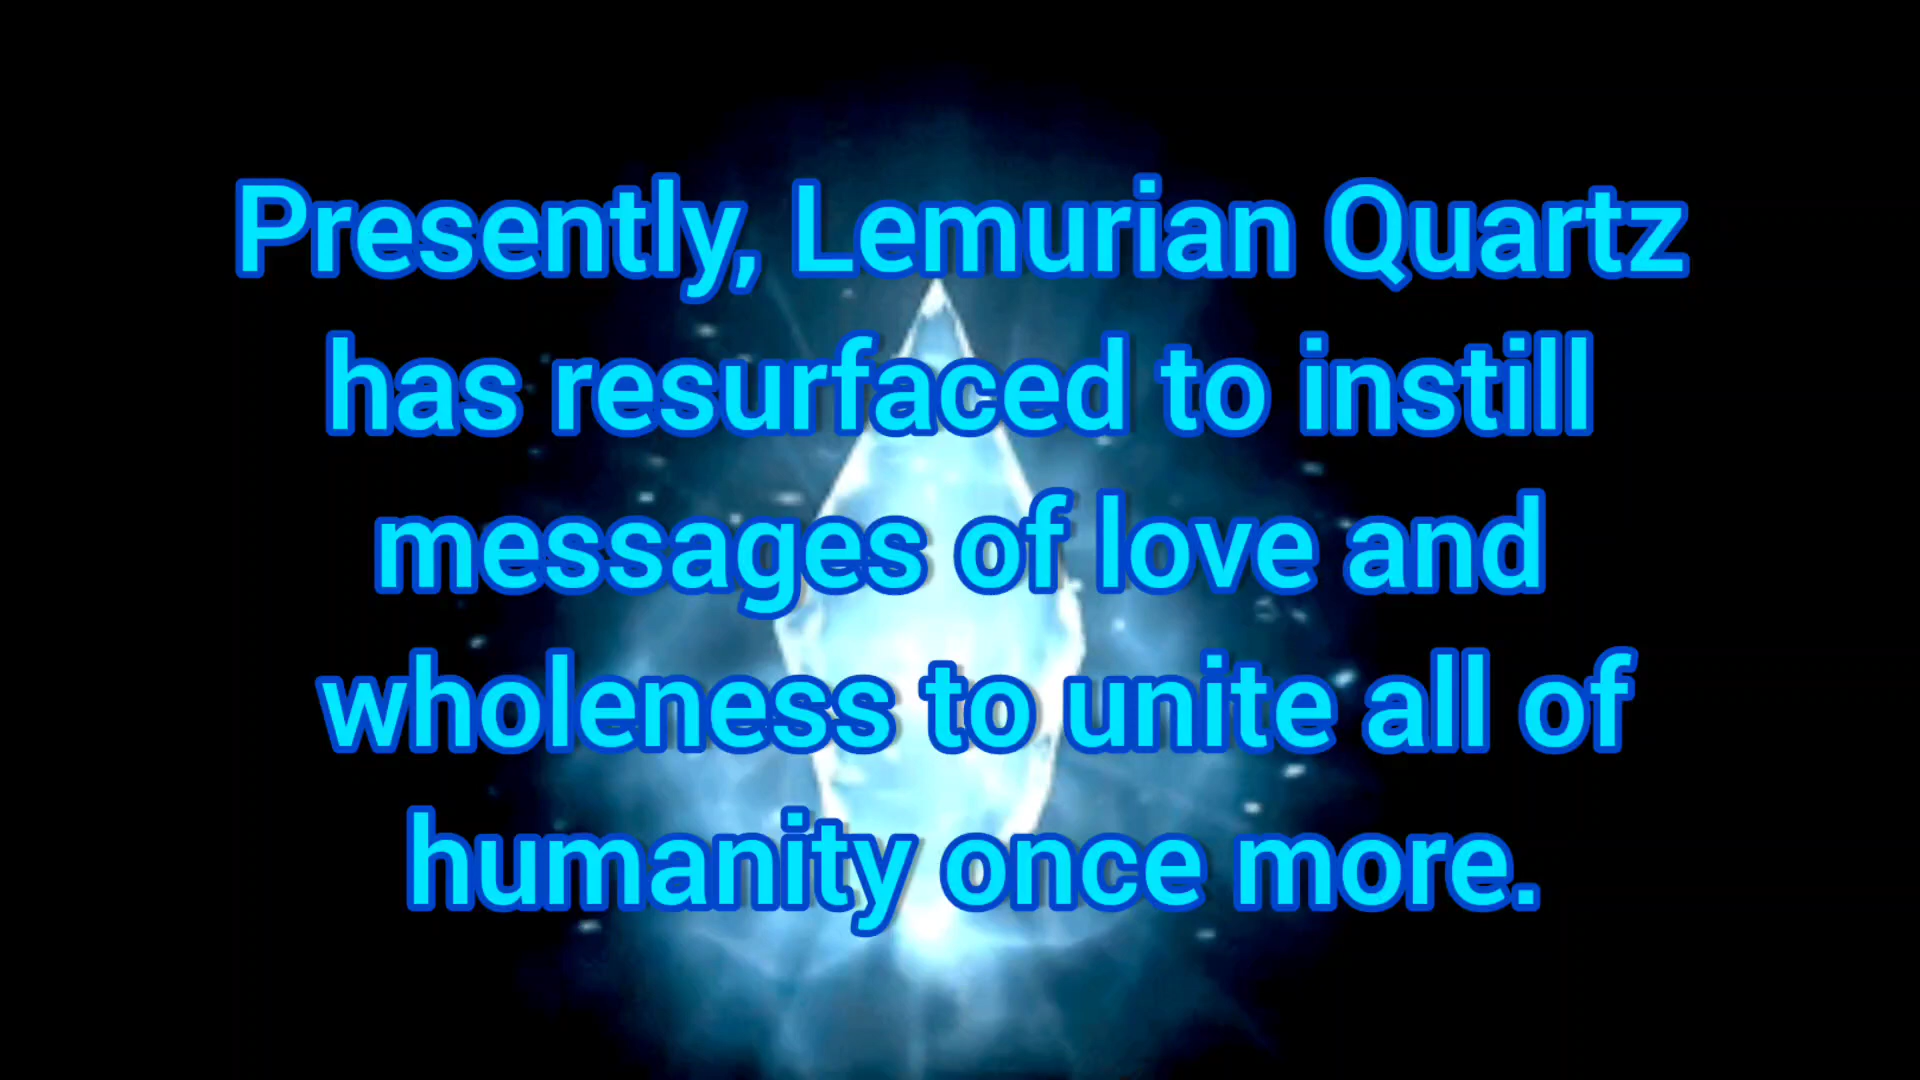 Presently, Lemurian Quartz
has resurfaced to instill
messages of love and
wholeness to unite all of
humanity once more.